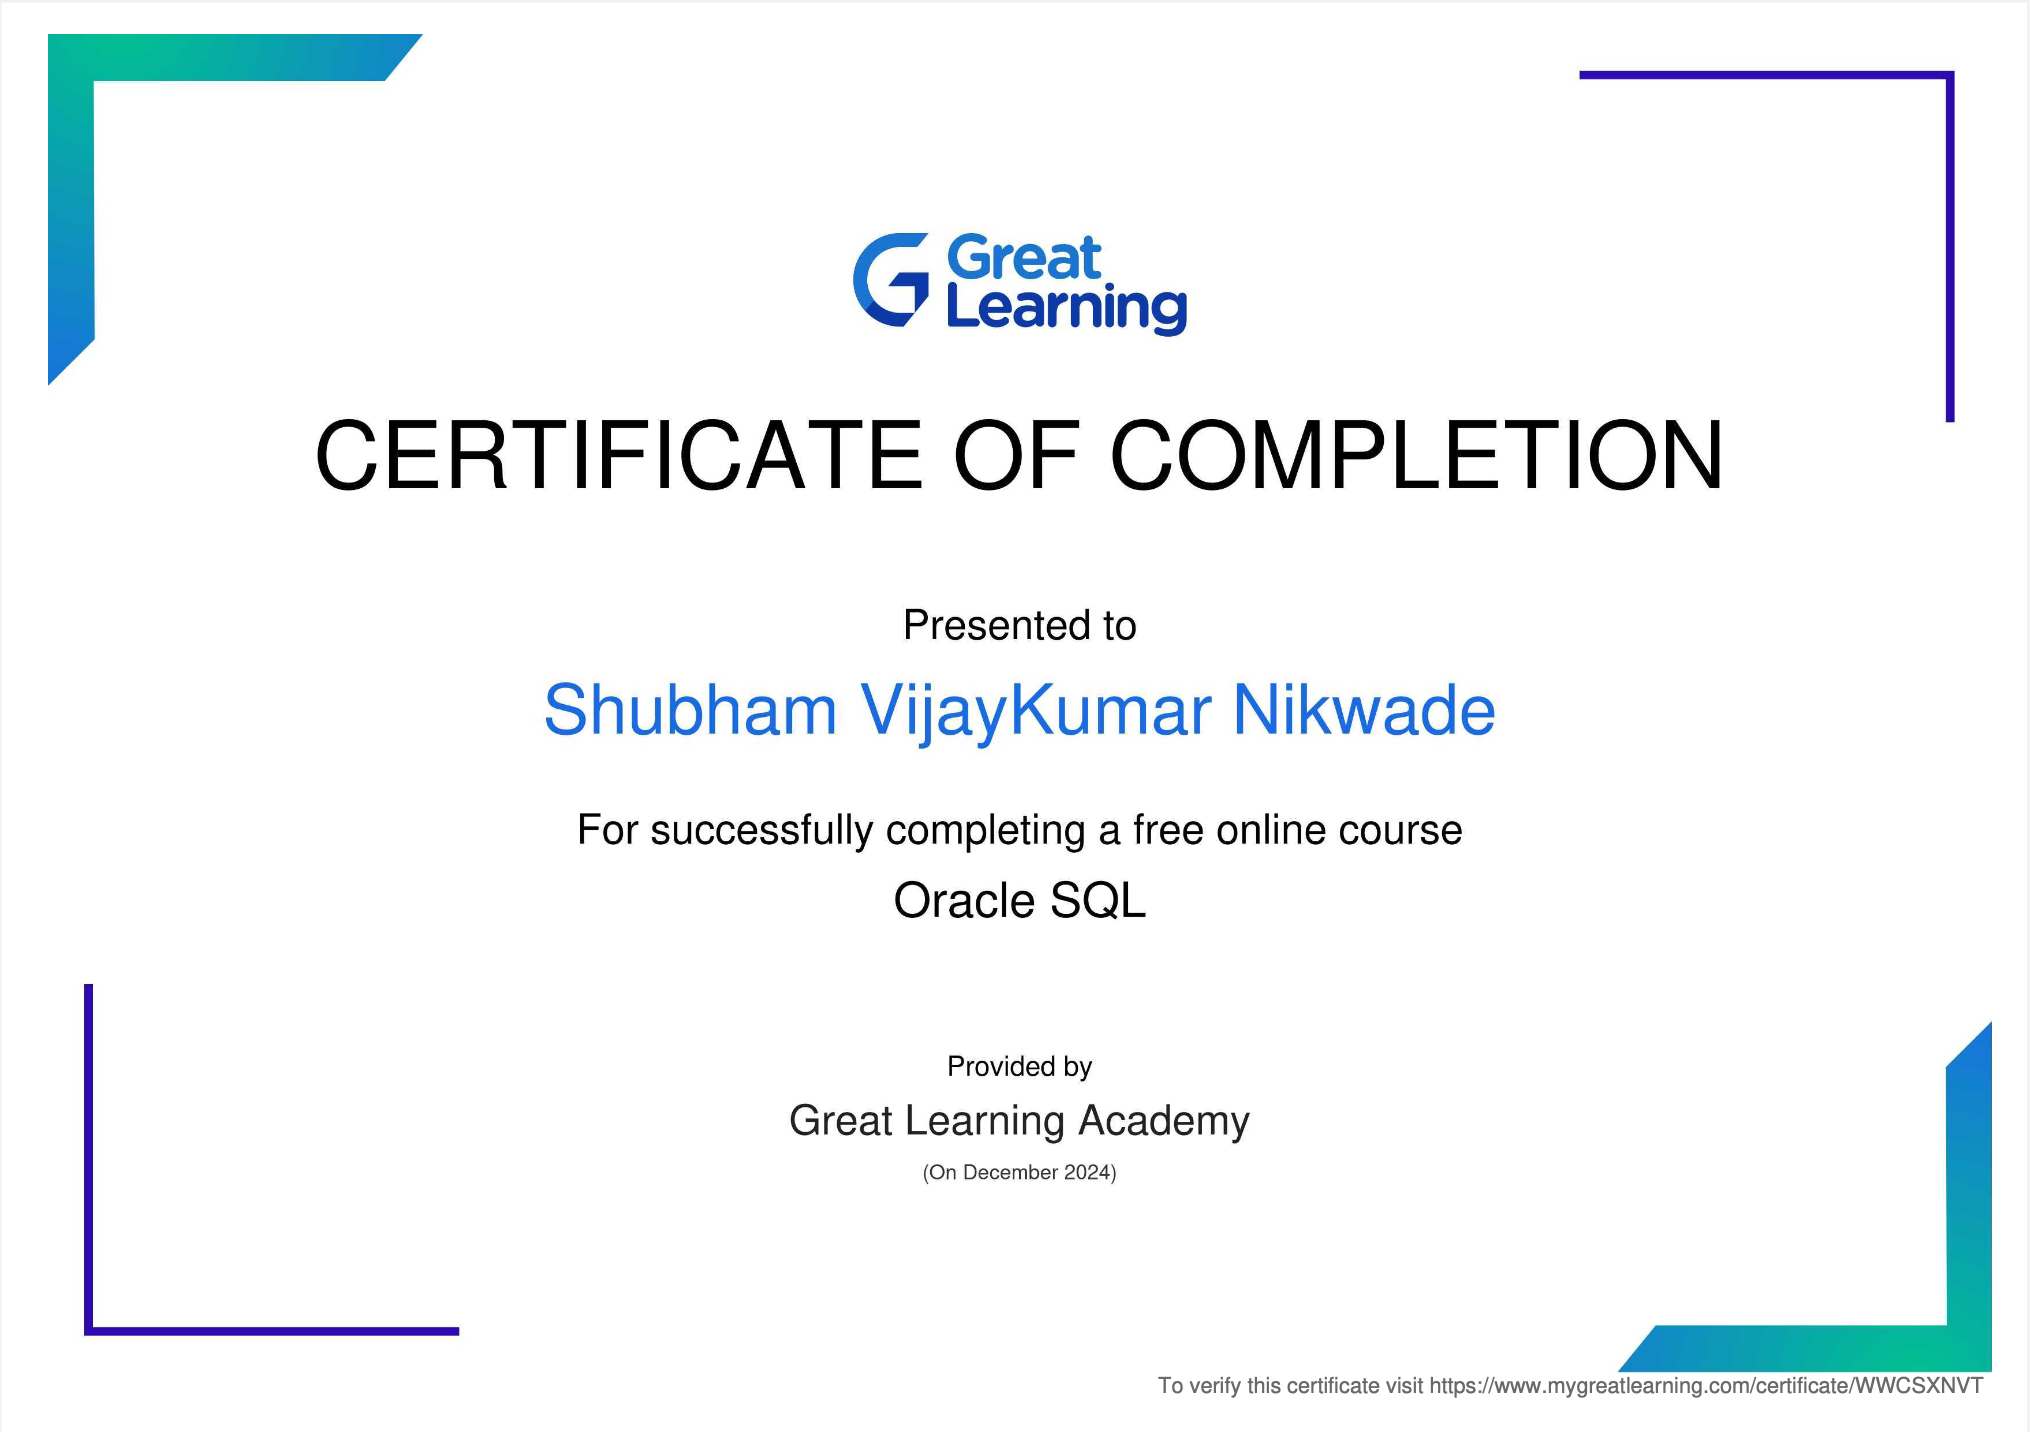 Great
Learning
CERTIFICATE OF COMPLETION
Presented to
Shubham VijayKumar Nikwade
For successfully completing a free online course
Oracle SQL
Provided by
Great Learning Academy
(On December 2024)
To verify this certificate visit https://www.mygreatlearning.com/certificate/WWCSXNVT